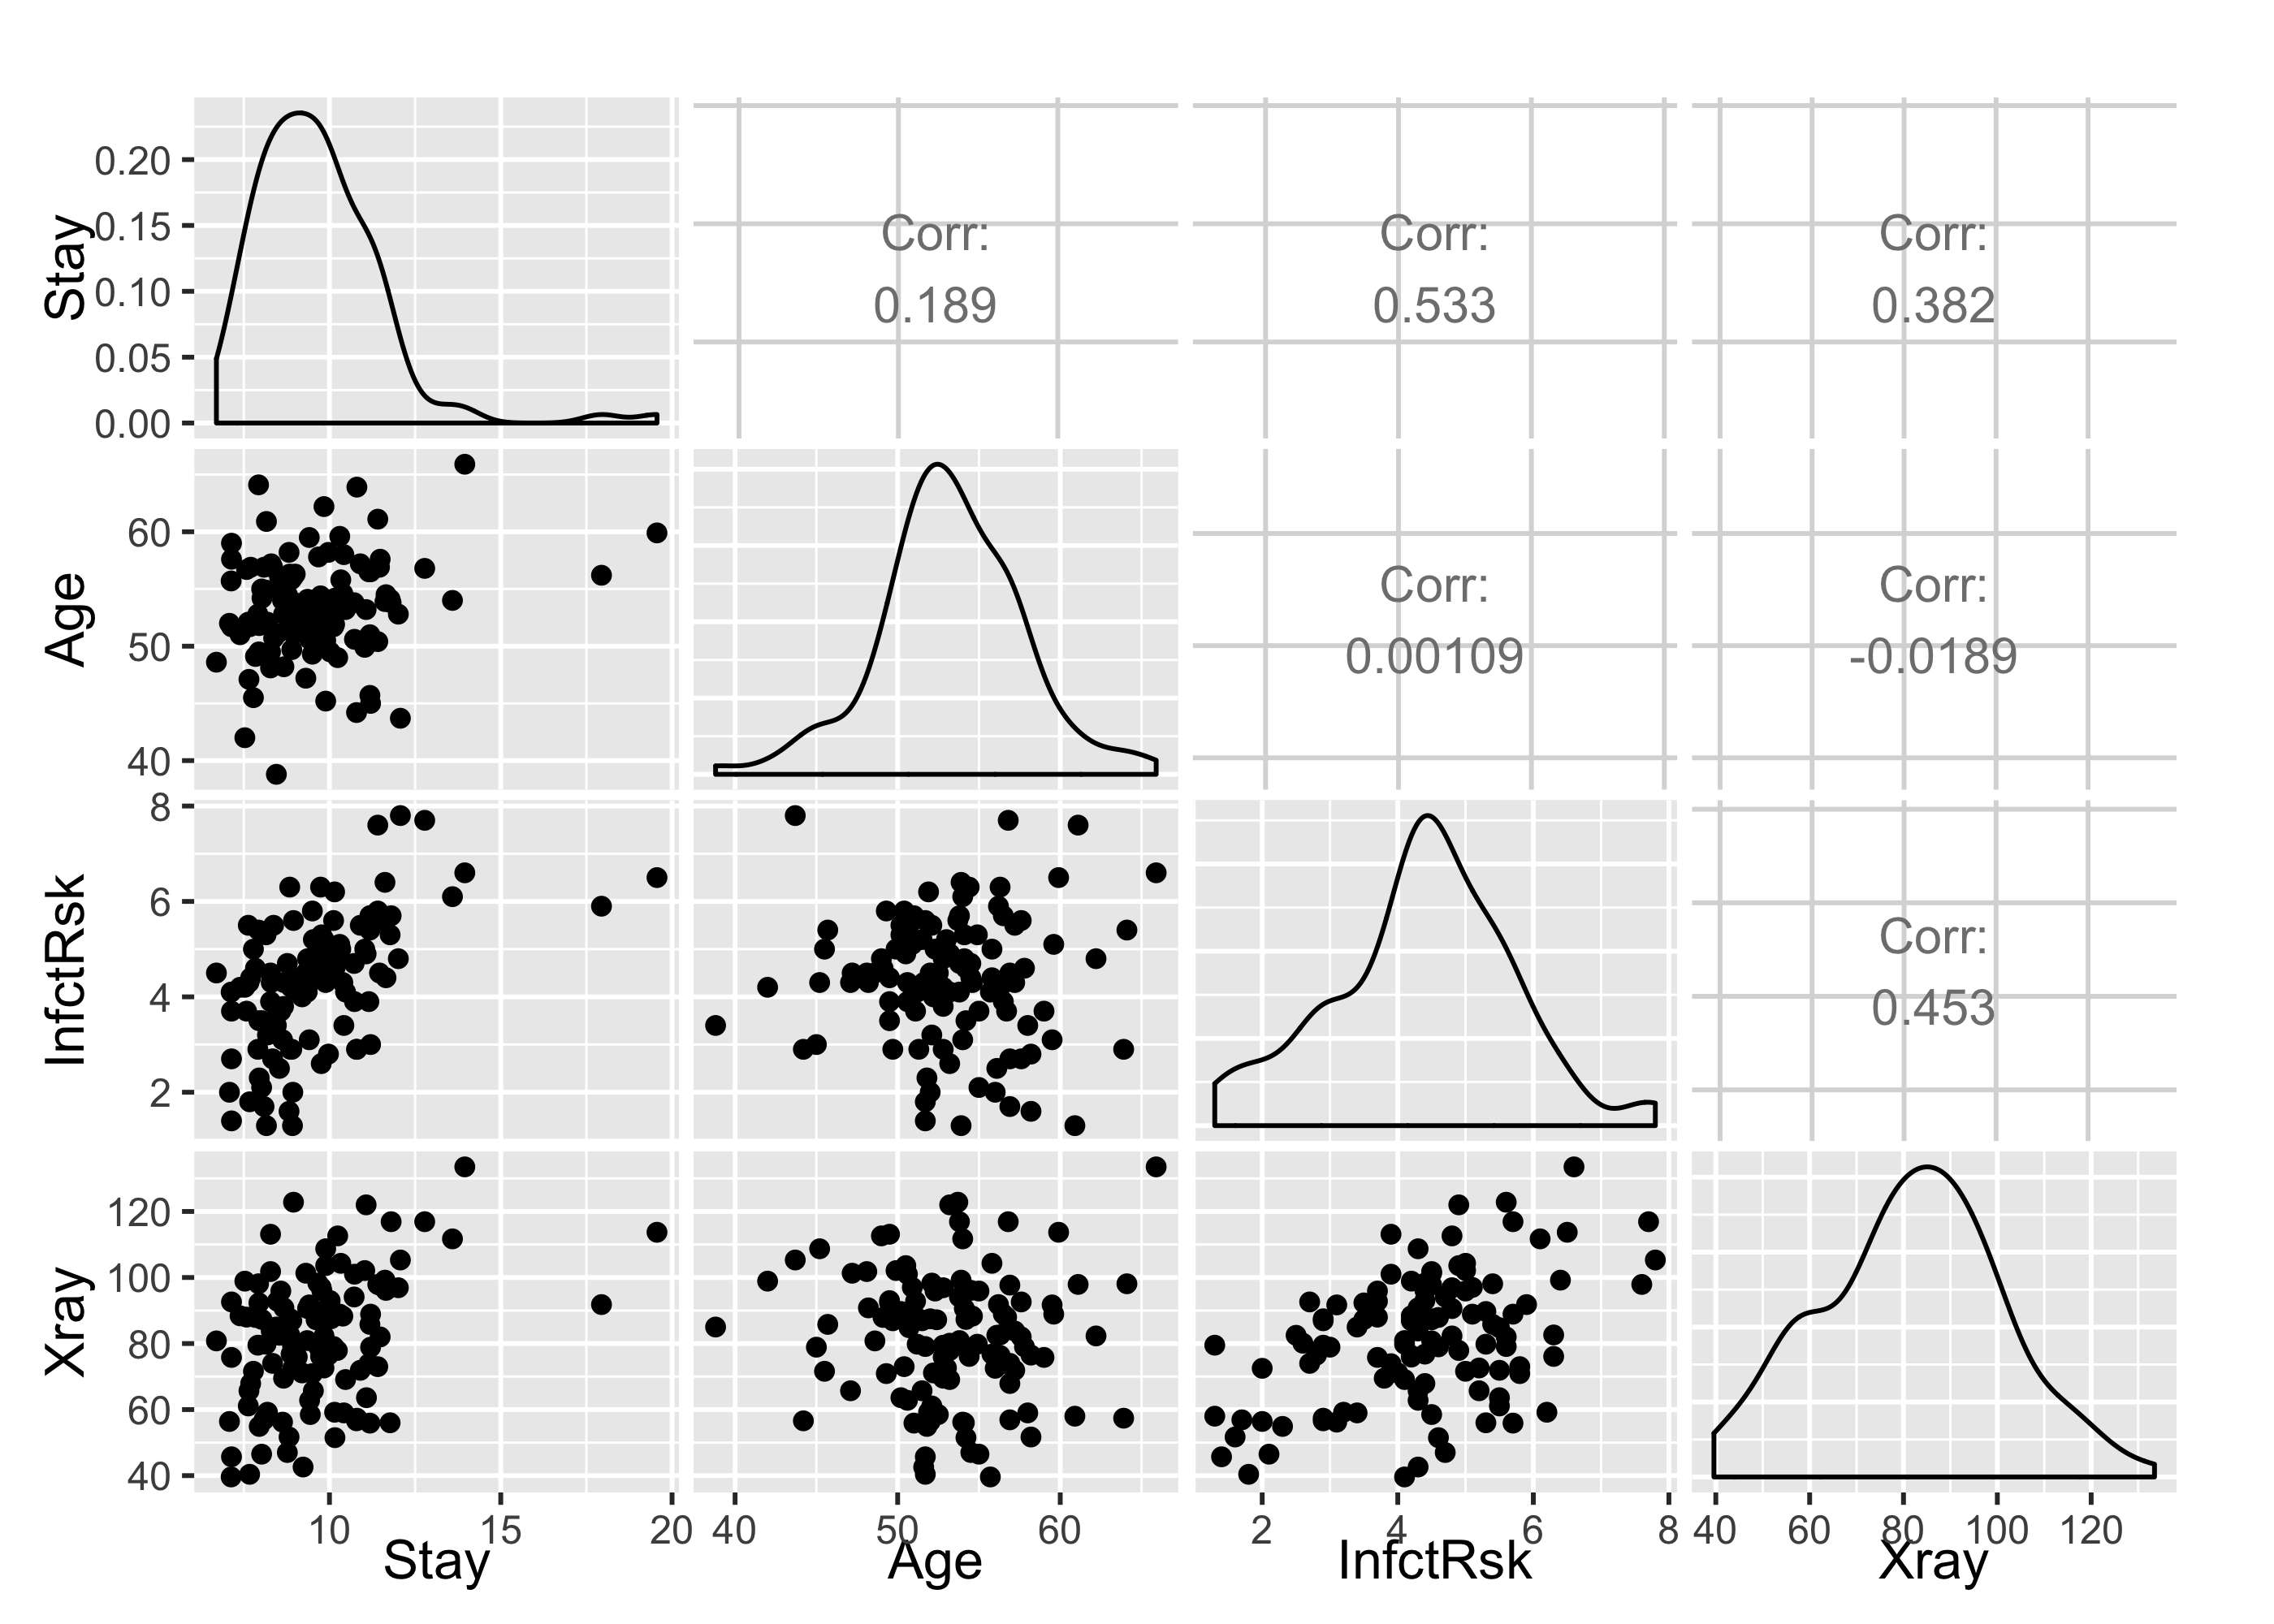 Stay
0.20
0.15
0.10
0.05
0.00
Corr:
0.189
Corr:
0.533
Corr:
0.382
Age
60
50
40
Corr:
0.00109
Corr:
-0.0189
InfctRsk
8
6
4
2
Corr:
0.453
Xray
120
100
80
60
40
10 15 20
40 50 60
2 4 6 8
40 60 80 100 120
Stay
Age
InfctRsk
Xray